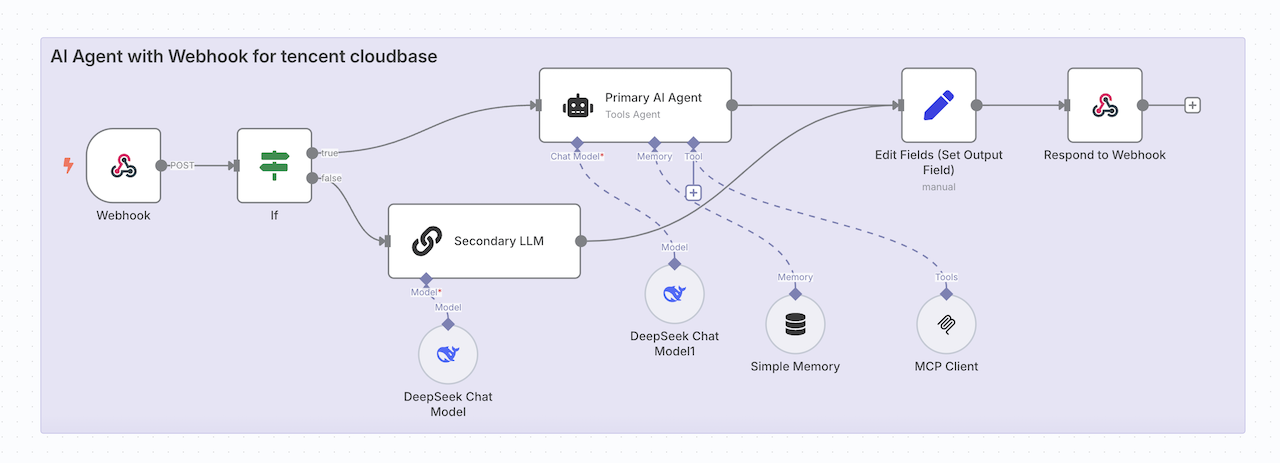 AI Agent with Webhook for tencent cloudbase
Webhook
POST
If
true
false
Primary AI Agent
Tools Agent
Chat Model*
Memory
Tool
Secondary LLM
Model*
Model
DeepSeek Chat
Model
Model
DeepSeek Chat
Model1
Memory
Simple Memory
Tools
MCP Client
Edit Fields (Set Output
Field)
manual
Respond to Webhook